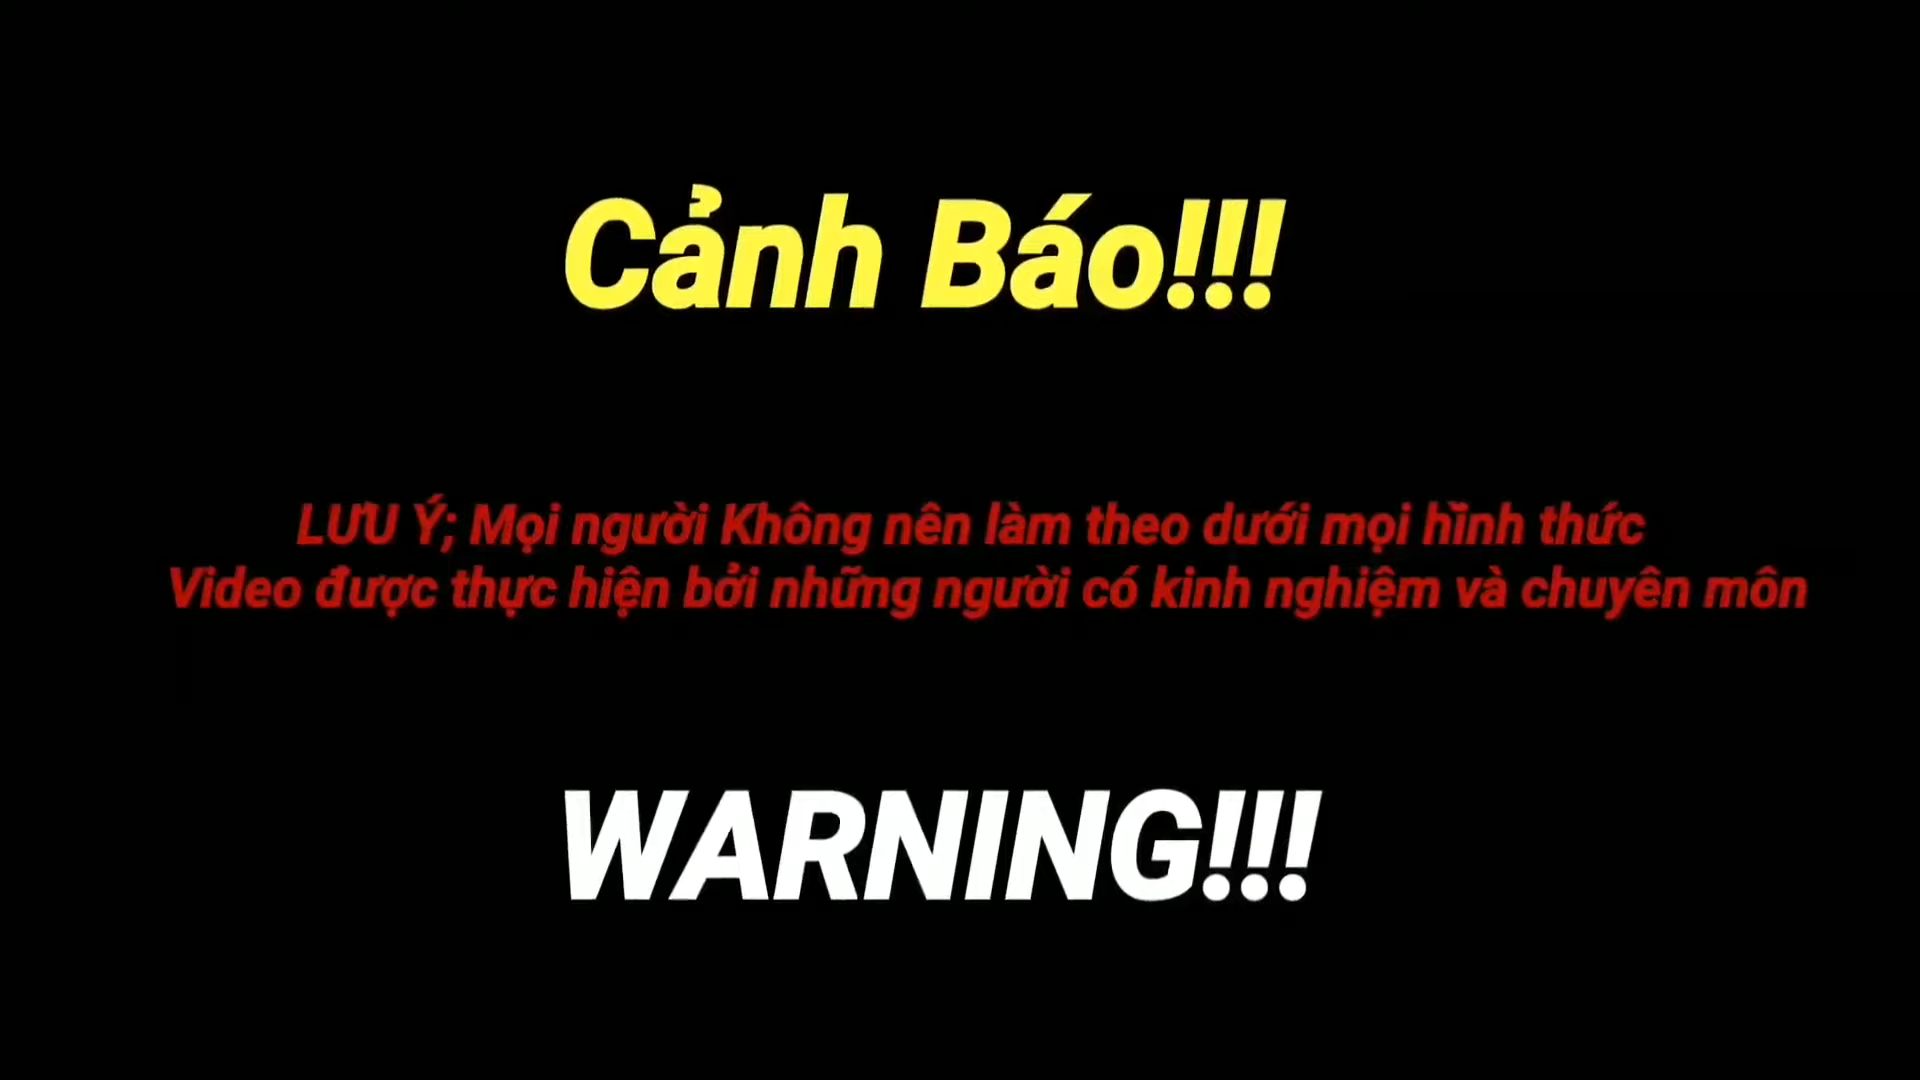 Cảnh Báo!!!
LƯU Ý; Mọi người Không nên làm theo dưới mọi hình thức
Video được thực hiện bởi những người có kinh nghiệm và chuyên môn
WARNING!!!